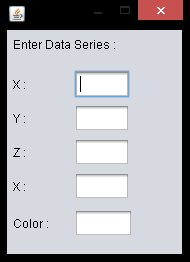 Enter Data Series :
X :
Y :
Z :
X :
Color :